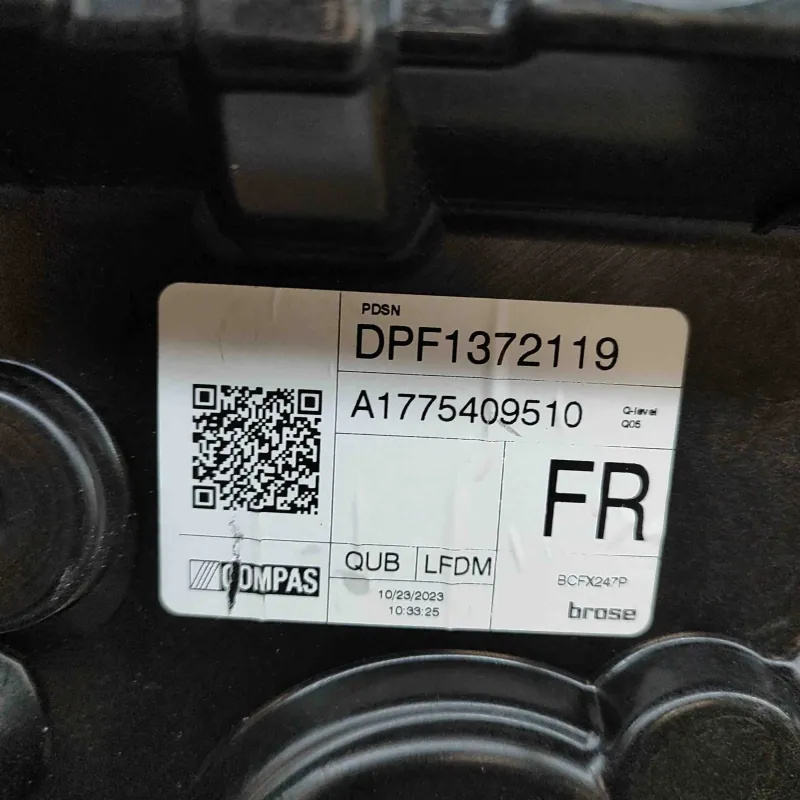 PDSN
DPF1372119
A1775409510
Q-level
Q05
FR
QUB
LFDM
COMPAS
10/23/2023
10:33:25
BCFX247P
brose